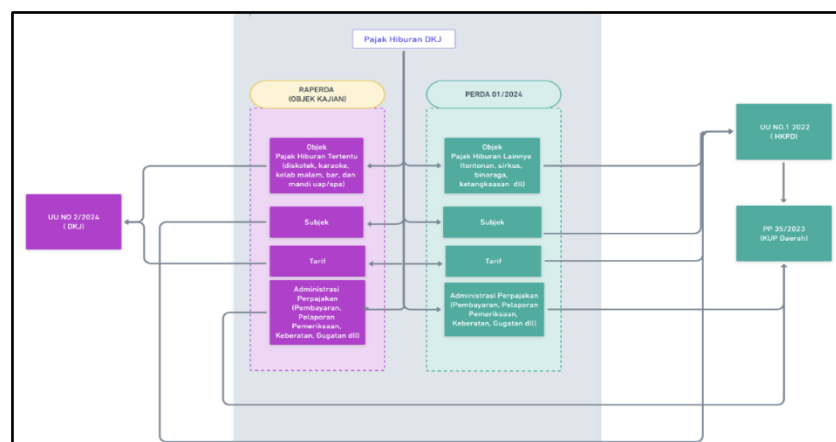 Pajak Hiburan DKJ
RAPERDA
(OBJEK KAJIAN)
Objek
Pajak Hiburan Tertentu
(diskotek, karaoke,
kelab malam, bar, dan
mandi uap/spa)
Subjek
Tarif
Administrasi
Perpajakan
(Pembayaran,
Pelaporan
Pemeriksaan,
Keberatan, Gugatan dll)
PERDA 01/2024
Objek
Pajak Hiburan Lainnya
(tontonan, sirkus,
binaraga,
ketangkasan dll)
Subjek
Tarif
Administrasi Perpajakan
(Pembayaran, Pelaporan
Pemeriksaan,
Keberatan, Gugatan dll)
UU NO 2/2024
( DKJ)
UU NO.1 2022
( HKPD)
PP 35/2023
(KUP Daerah)